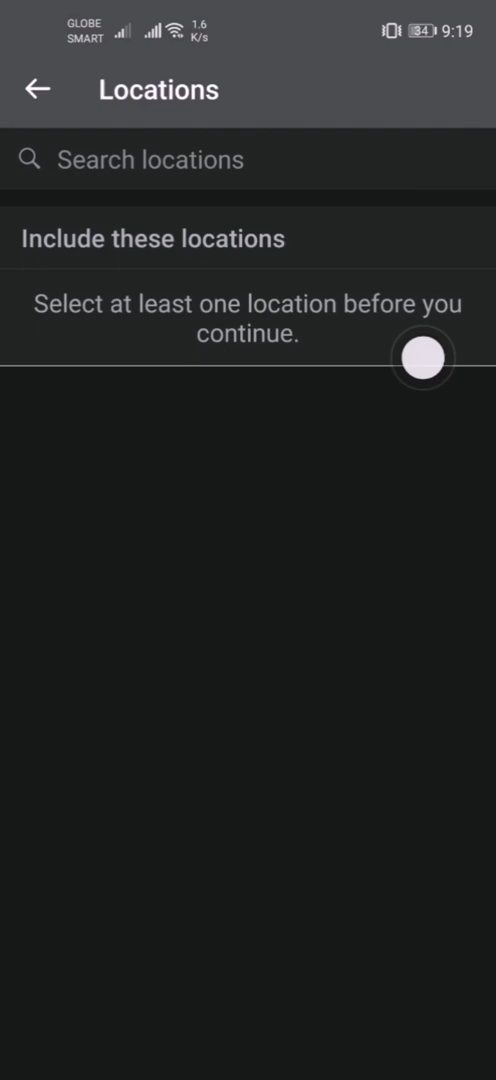 GLOBE
SMART
1.6
K/s
34
9:19
Locations
Search locations
Include these locations
Select at least one location before you
continue.